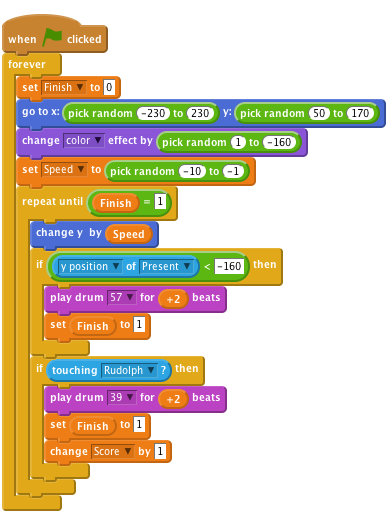 when clicked
forever
set Finish to 0
go to x: pick random -230 to 230 y: pick random 50 to 170
change color effect by pick random 1 to -160
set Speed to pick random -10 to -1
repeat until Finish = 1
change y by Speed
if y position of Present < -160 then
play drum 57 for +2 beats
set Finish to 1
if touching Rudolph ? then
play drum 39 for +2 beats
set Finish to 1
change Score by 1